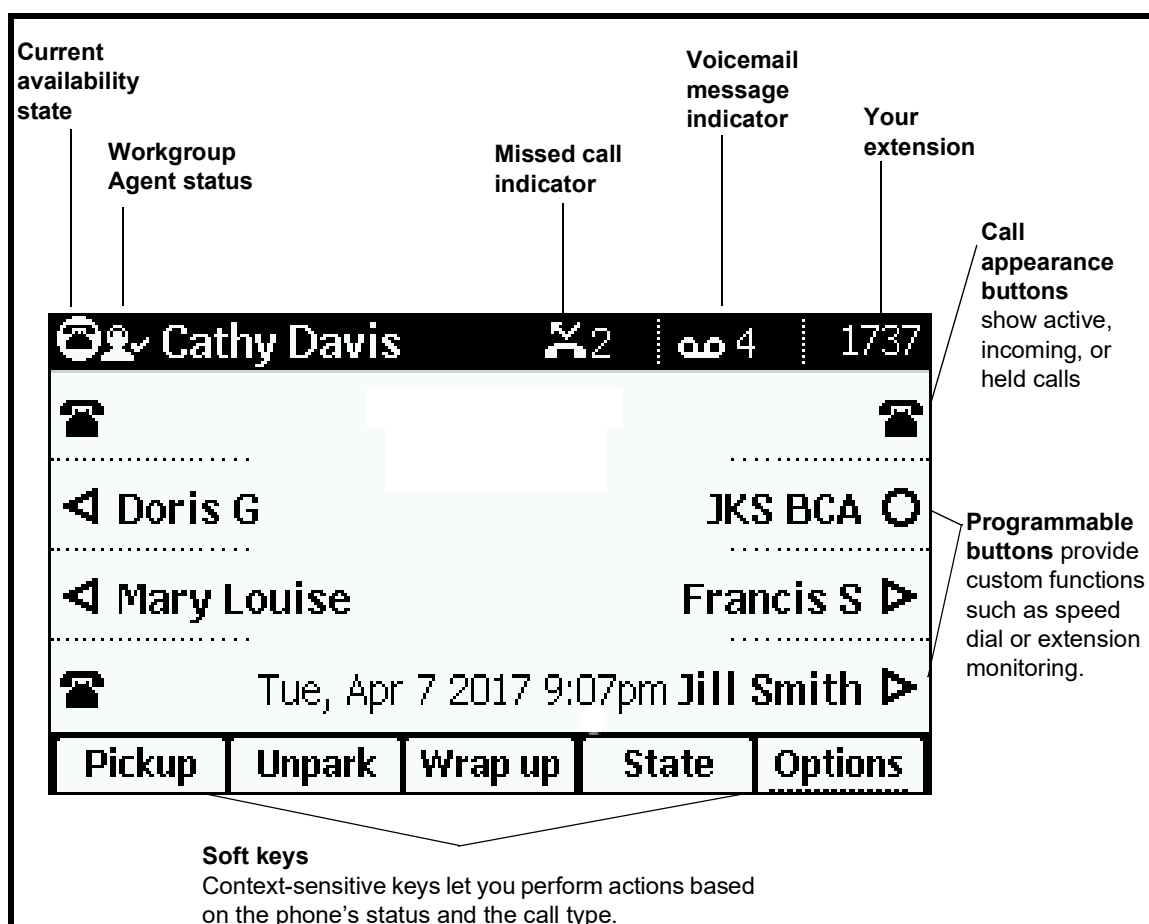 Current
availability
state
Workgroup
Agent status
Missed call
indicator
Voicemail
message
indicator
Your
extension
Call
appearance
buttons
show active,
incoming, or
held calls
Cathy Davis 2 4 1737
Doris G JKS BCA
Mary Louise Francis S
Tue, Apr 7 2017 9:07pm Jill Smith
Programmable
buttons provide
custom functions
such as speed
dial or extension
monitoring.
Pickup Unpark Wrap up State Options
Soft keys
Context-sensitive keys let you perform actions based
on the phone's status and the call type.